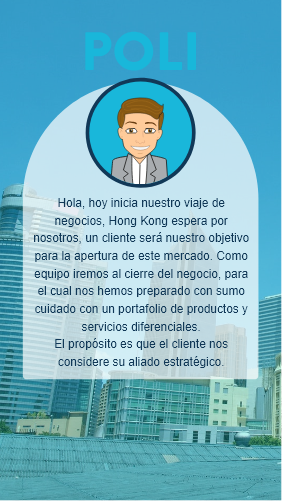 POLI
Hola, hoy inicia nuestro viaje de
negocios, Hong Kong espera por
nosotros, un cliente será nuestro objetivo
para la apertura de este mercado. Como
equipo iremos al cierre del negocio, para
el cual nos hemos preparado con sumo
cuidado con un portafolio de productos y
servicios diferenciales.
El propósito es que el cliente nos
considere su aliado estratégico.